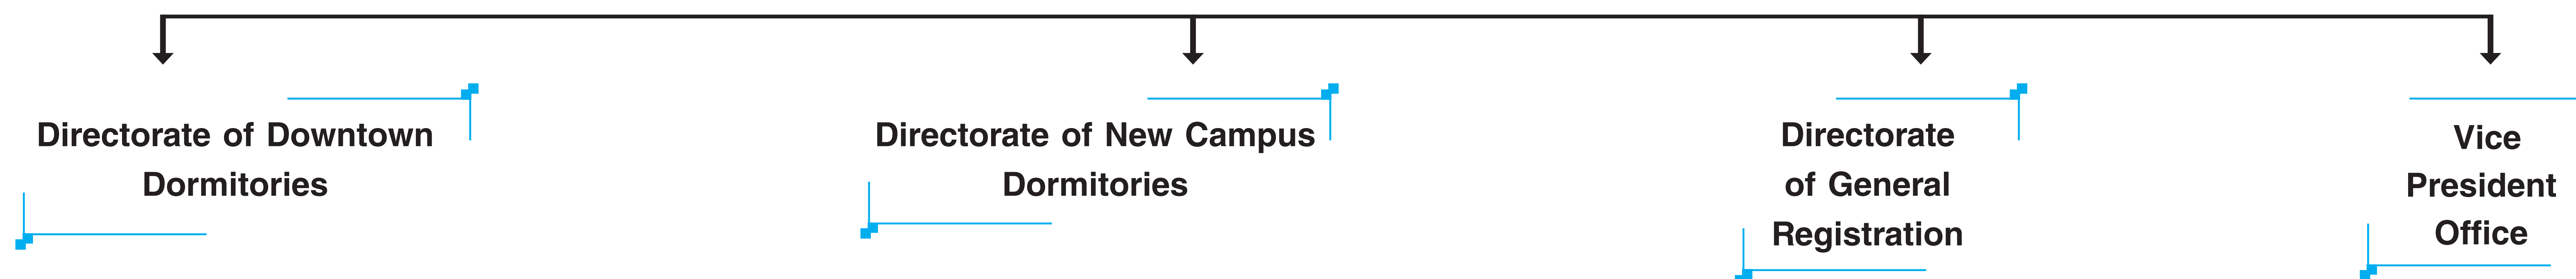 Directorate of Downtown
Dormitories
Directorate of New Campus
Dormitories
Directorate
of General
Registration
Vice
President
Office